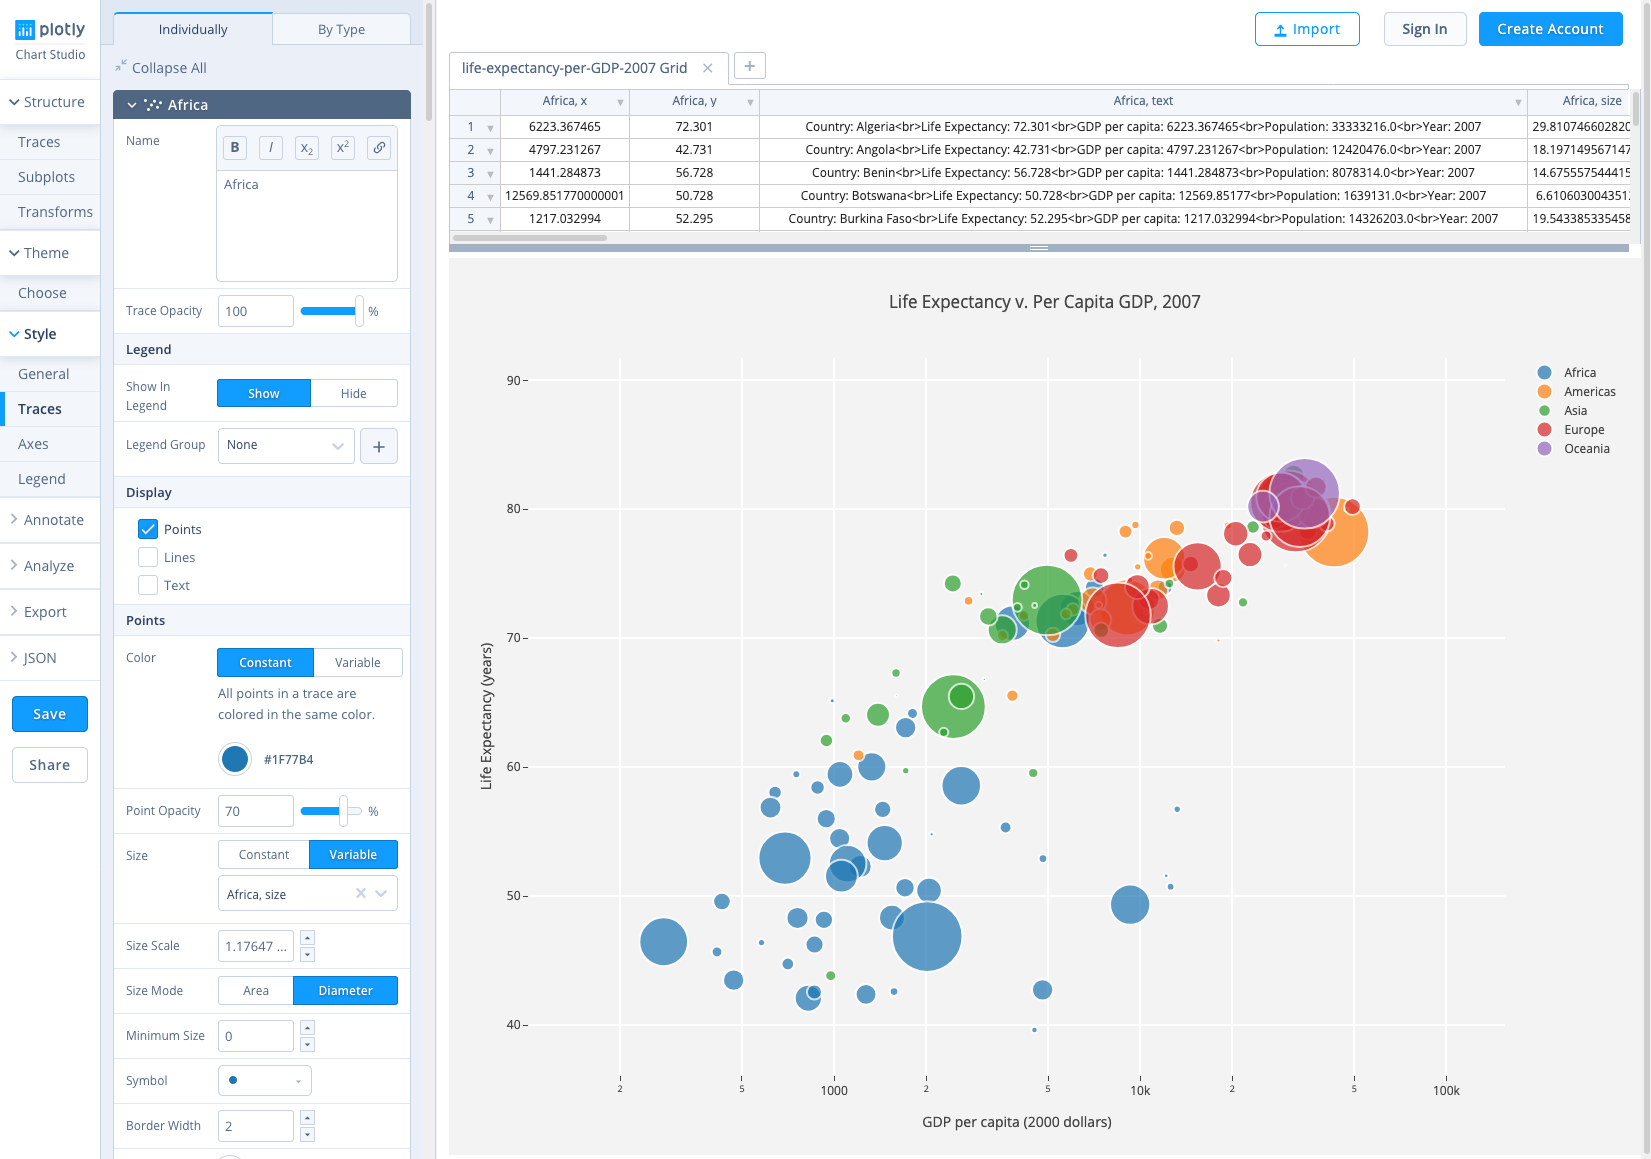 plotly
Chart Studio
Structure
Traces
Subplots
Transforms
Theme
Choose
Style
General
Traces
Axes
Legend
Annotate
Analyze
Export
JSON
Save
Share
Individually
By Type
Collapse All
Africa
Name
B I x2 x2
Africa
Trace Opacity 100 %
Legend
Show In
Legend
Show Hide
Legend Group None +
Display
Points
Lines
Text
Points
Color Constant Variable
All points in a trace are
colored in the same color.
#1F77B4
Point Opacity 70 %
Size Constant Variable
Africa, size
Size Scale 1.17647 ...
Size Mode Area Diameter
Minimum Size 0
Symbol
Border Width 2
Import Sign In Create Account
life-expectancy-per-GDP-2007 Grid × +
Africa, x Africa, y Africa, text Africa, size
1 6223.367465 72.301 Country: Algeria<br>Life Expectancy: 72.301<br>GDP per capita: 6223.367465<br>Population: 33333216.0<br>Year: 2007 29.810746602820
2 4797.231267 42.731 Country: Angola<br>Life Expectancy: 42.731<br>GDP per capita: 4797.231267<br>Population: 12420476.0<br>Year: 2007 18.197149567147
3 1441.284873 56.728 Country: Benin<br>Life Expectancy: 56.728<br>GDP per capita: 1441.284873<br>Population: 8078314.0<br>Year: 2007 14.675557544415
4 12569.851770000001 50.728 Country: Botswana<br>Life Expectancy: 50.728<br>GDP per capita: 12569.85177<br>Population: 1639131.0<br>Year: 2007 6.6106030043512
5 1217.032994 52.295 Country: Burkina Faso<br>Life Expectancy: 52.295<br>GDP per capita: 1217.032994<br>Population: 14326203.0<br>Year: 2007 19.543385335458
Life Expectancy v. Per Capita GDP, 2007
Africa
Americas
Asia
Europe
Oceania
90
80
70
60
50
40
Life Expectancy (years)
2 5 1000 2 5 10k 2 5 100k
GDP per capita (2000 dollars)